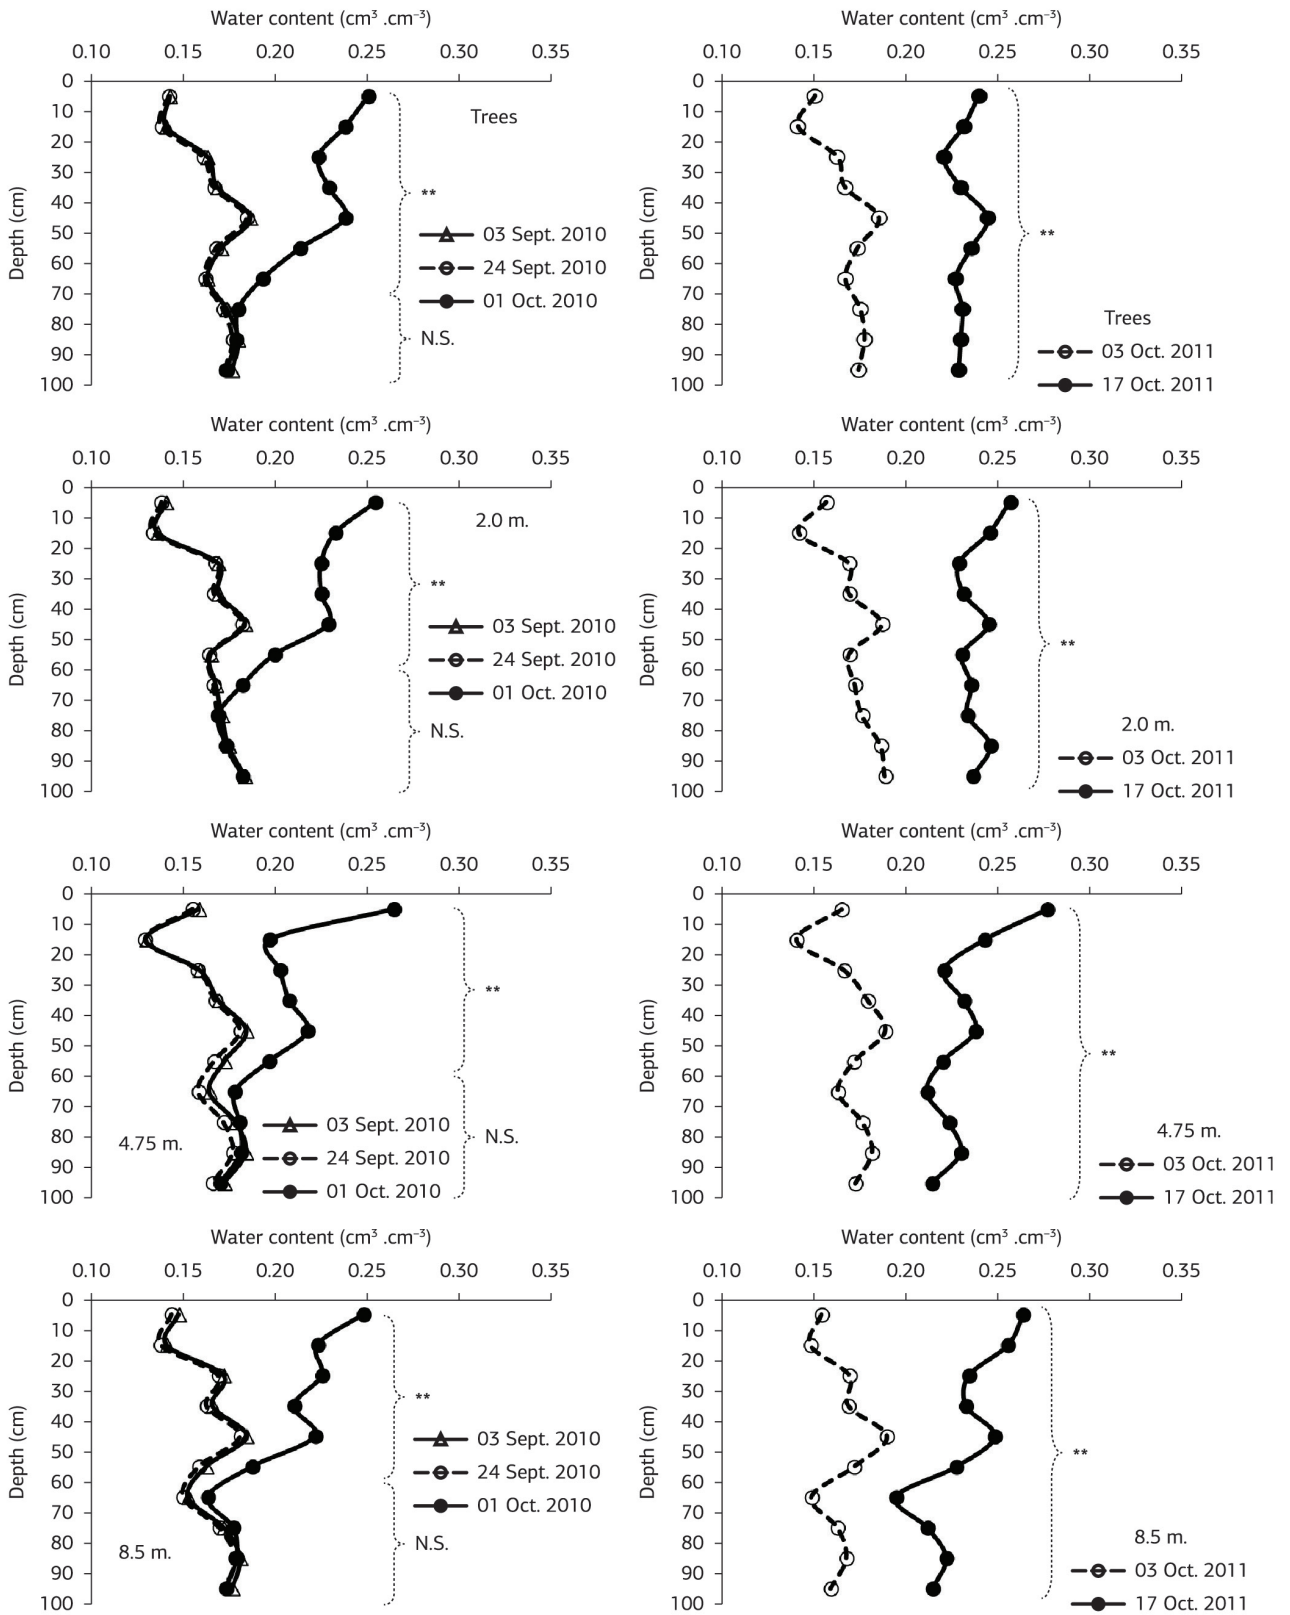 Water content (cm³ .cm⁻³)
0.10 0.15 0.20 0.25 0.30 0.35
0
10
20
30
40
50
60
70
80
90
100
Depth (cm)
Trees
**
03 Sept. 2010
24 Sept. 2010
01 Oct. 2010
N.S.
Water content (cm³ .cm⁻³)
0.10 0.15 0.20 0.25 0.30 0.35
0
10
20
30
40
50
60
70
80
90
100
Depth (cm)
**
Trees
03 Oct. 2011
17 Oct. 2011
Water content (cm³ .cm⁻³)
0.10 0.15 0.20 0.25 0.30 0.35
0
10
20
30
40
50
60
70
80
90
100
Depth (cm)
2.0 m.
**
03 Sept. 2010
24 Sept. 2010
01 Oct. 2010
N.S.
Water content (cm³ .cm⁻³)
0.10 0.15 0.20 0.25 0.30 0.35
0
10
20
30
40
50
60
70
80
90
100
Depth (cm)
**
2.0 m.
03 Oct. 2011
17 Oct. 2011
Water content (cm³ .cm⁻³)
0.10 0.15 0.20 0.25 0.30 0.35
0
10
20
30
40
50
60
70
80
90
100
Depth (cm)
**
03 Sept. 2010
N.S.
4.75 m.
24 Sept. 2010
01 Oct. 2010
Water content (cm³ .cm⁻³)
0.10 0.15 0.20 0.25 0.30 0.35
0
10
20
30
40
50
60
70
80
90
100
Depth (cm)
**
4.75 m.
03 Oct. 2011
17 Oct. 2011
Water content (cm³ .cm⁻³)
0.10 0.15 0.20 0.25 0.30 0.35
0
10
20
30
40
50
60
70
80
90
100
Depth (cm)
**
03 Sept. 2010
24 Sept. 2010
01 Oct. 2010
N.S.
8.5 m.
Water content (cm³ .cm⁻³)
0.10 0.15 0.20 0.25 0.30 0.35
0
10
20
30
40
50
60
70
80
90
100
Depth (cm)
**
8.5 m.
03 Oct. 2011
17 Oct. 2011